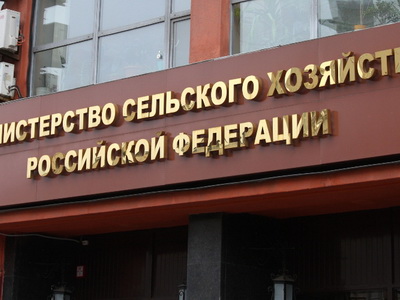 НИСТЕРСТВО СЕЛЬСКОГО ХОЗЯЙСТВ
РОССИЙСКОЙ ФЕДЕРАЦИИ